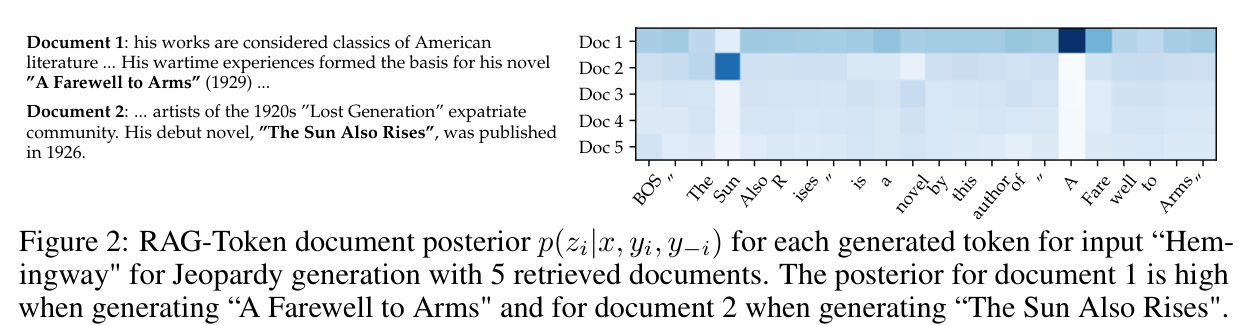 Document 1: his works are considered classics of American
literature ... His wartime experiences formed the basis for his novel
”A Farewell to Arms” (1929) ...
Document 2: ... artists of the 1920s ”Lost Generation” expatriate
community. His debut novel, ”The Sun Also Rises”, was published
in 1926.
Doc 1
Doc 2
Doc 3
Doc 4
Doc 5
BOS ” The Sun Also R ises ” is a novel by this author of ” A Fare well to Arms ”
Figure 2: RAG-Token document posterior p(z_i|x, y_i, y_{−i}) for each generated token for input “Hem-
ingway" for Jeopardy generation with 5 retrieved documents. The posterior for document 1 is high
when generating “A Farewell to Arms" and for document 2 when generating “The Sun Also Rises".